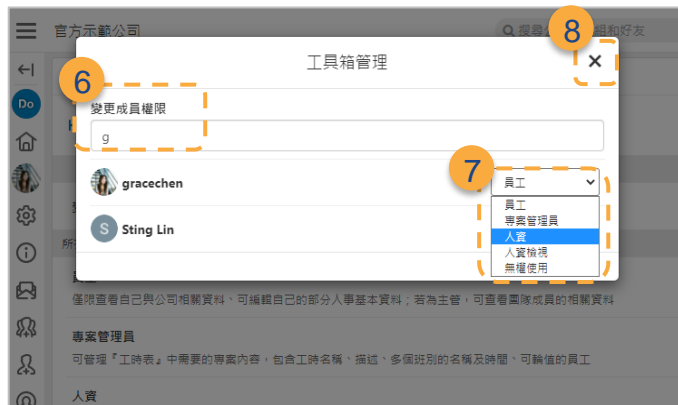 官方示範公司
搜尋
組和好友
8
工具箱管理
×
6
Do
變更成員權限
g
gracechen
7
員工
員工
專案管理員
人資
人資檢視
無權使用
S
Sting Lin
僅限查看自己與公司相關資料、可編輯自己的部分人事基本資料；若為主管，可查看團隊成員的相關資料
專案管理員
可管理『工時表』中需要的專案內容，包含工時名稱、描述、多個班別的名稱及時間、可輪值的員工
人資